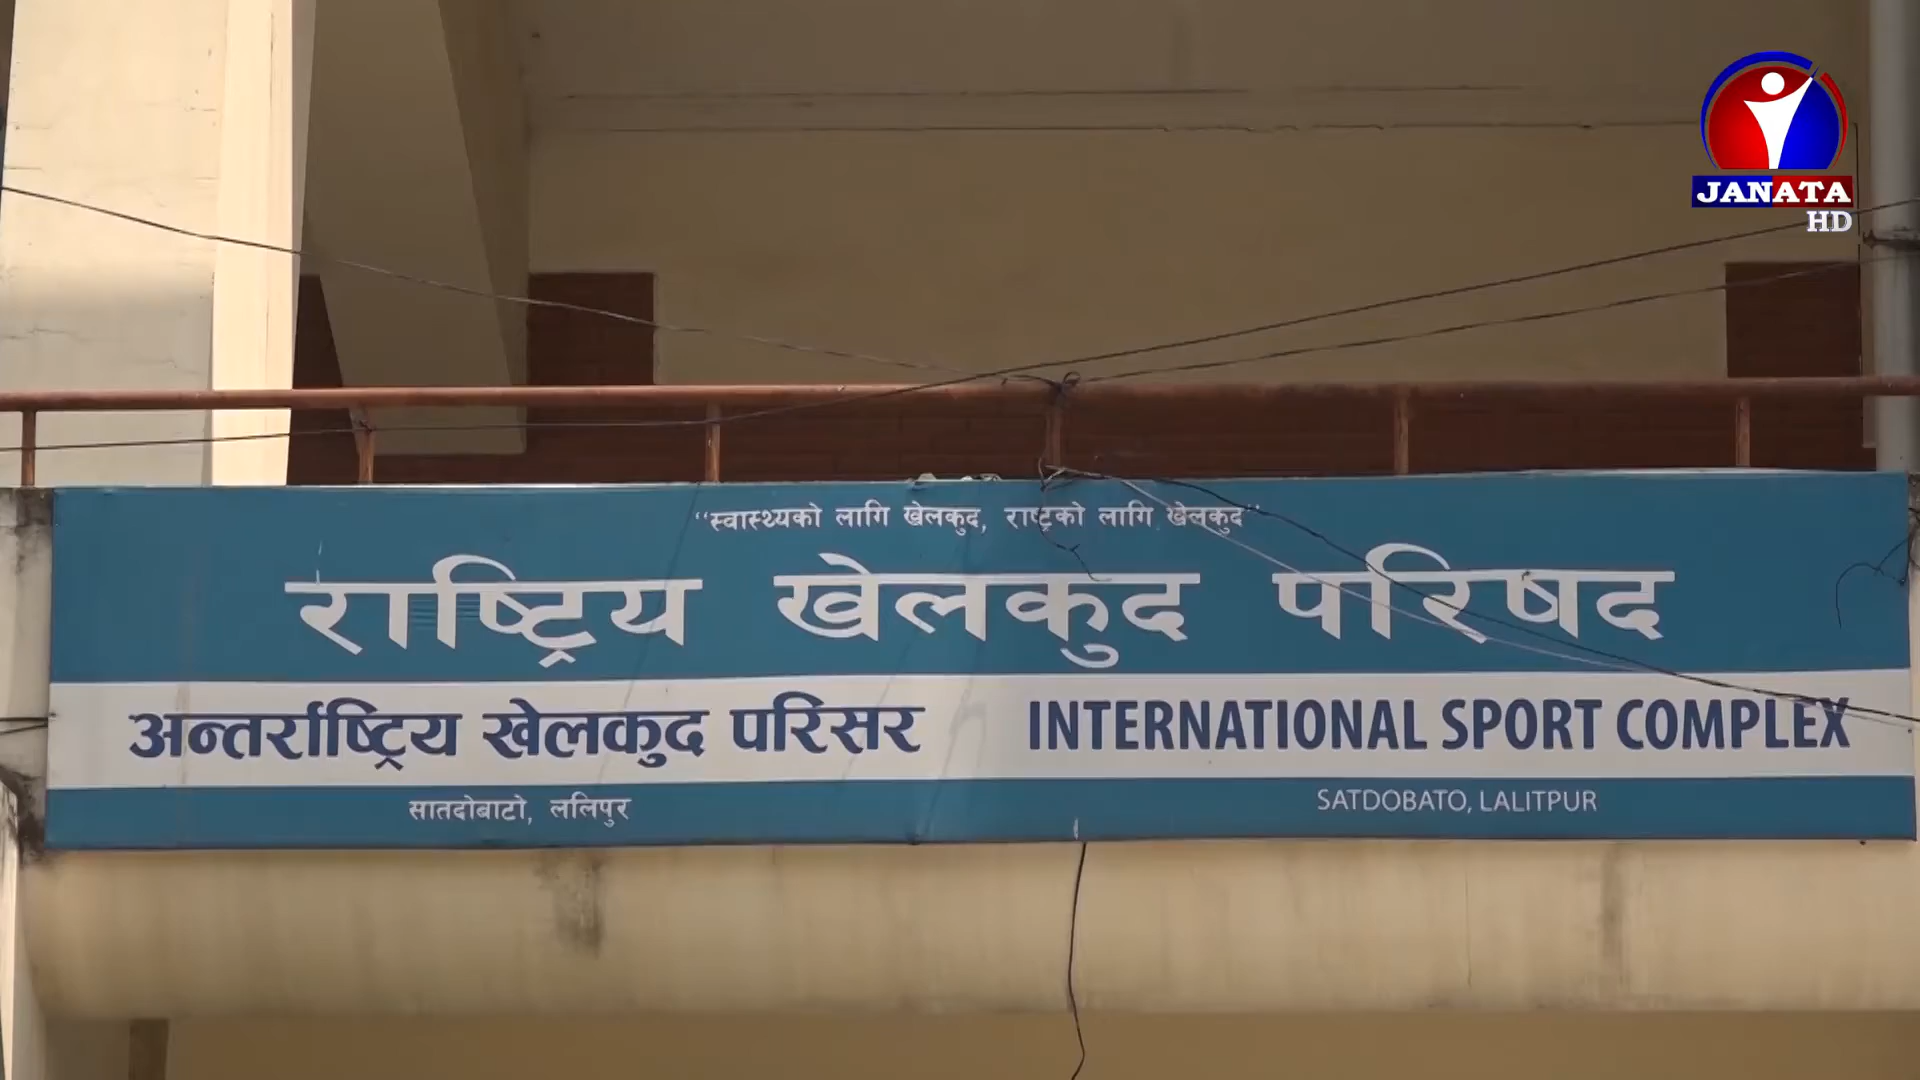 JANATA
HD
“स्वास्थ्यको लागि खेलकुद, राष्ट्रको लागि खेलकुद”
राष्ट्रिय खेलकुद परिषद
अन्तर्राष्ट्रिय खेलकुद परिसर INTERNATIONAL SPORT COMPLEX
सातदोबाटो, ललिपुर SATDOBATO, LALITPUR